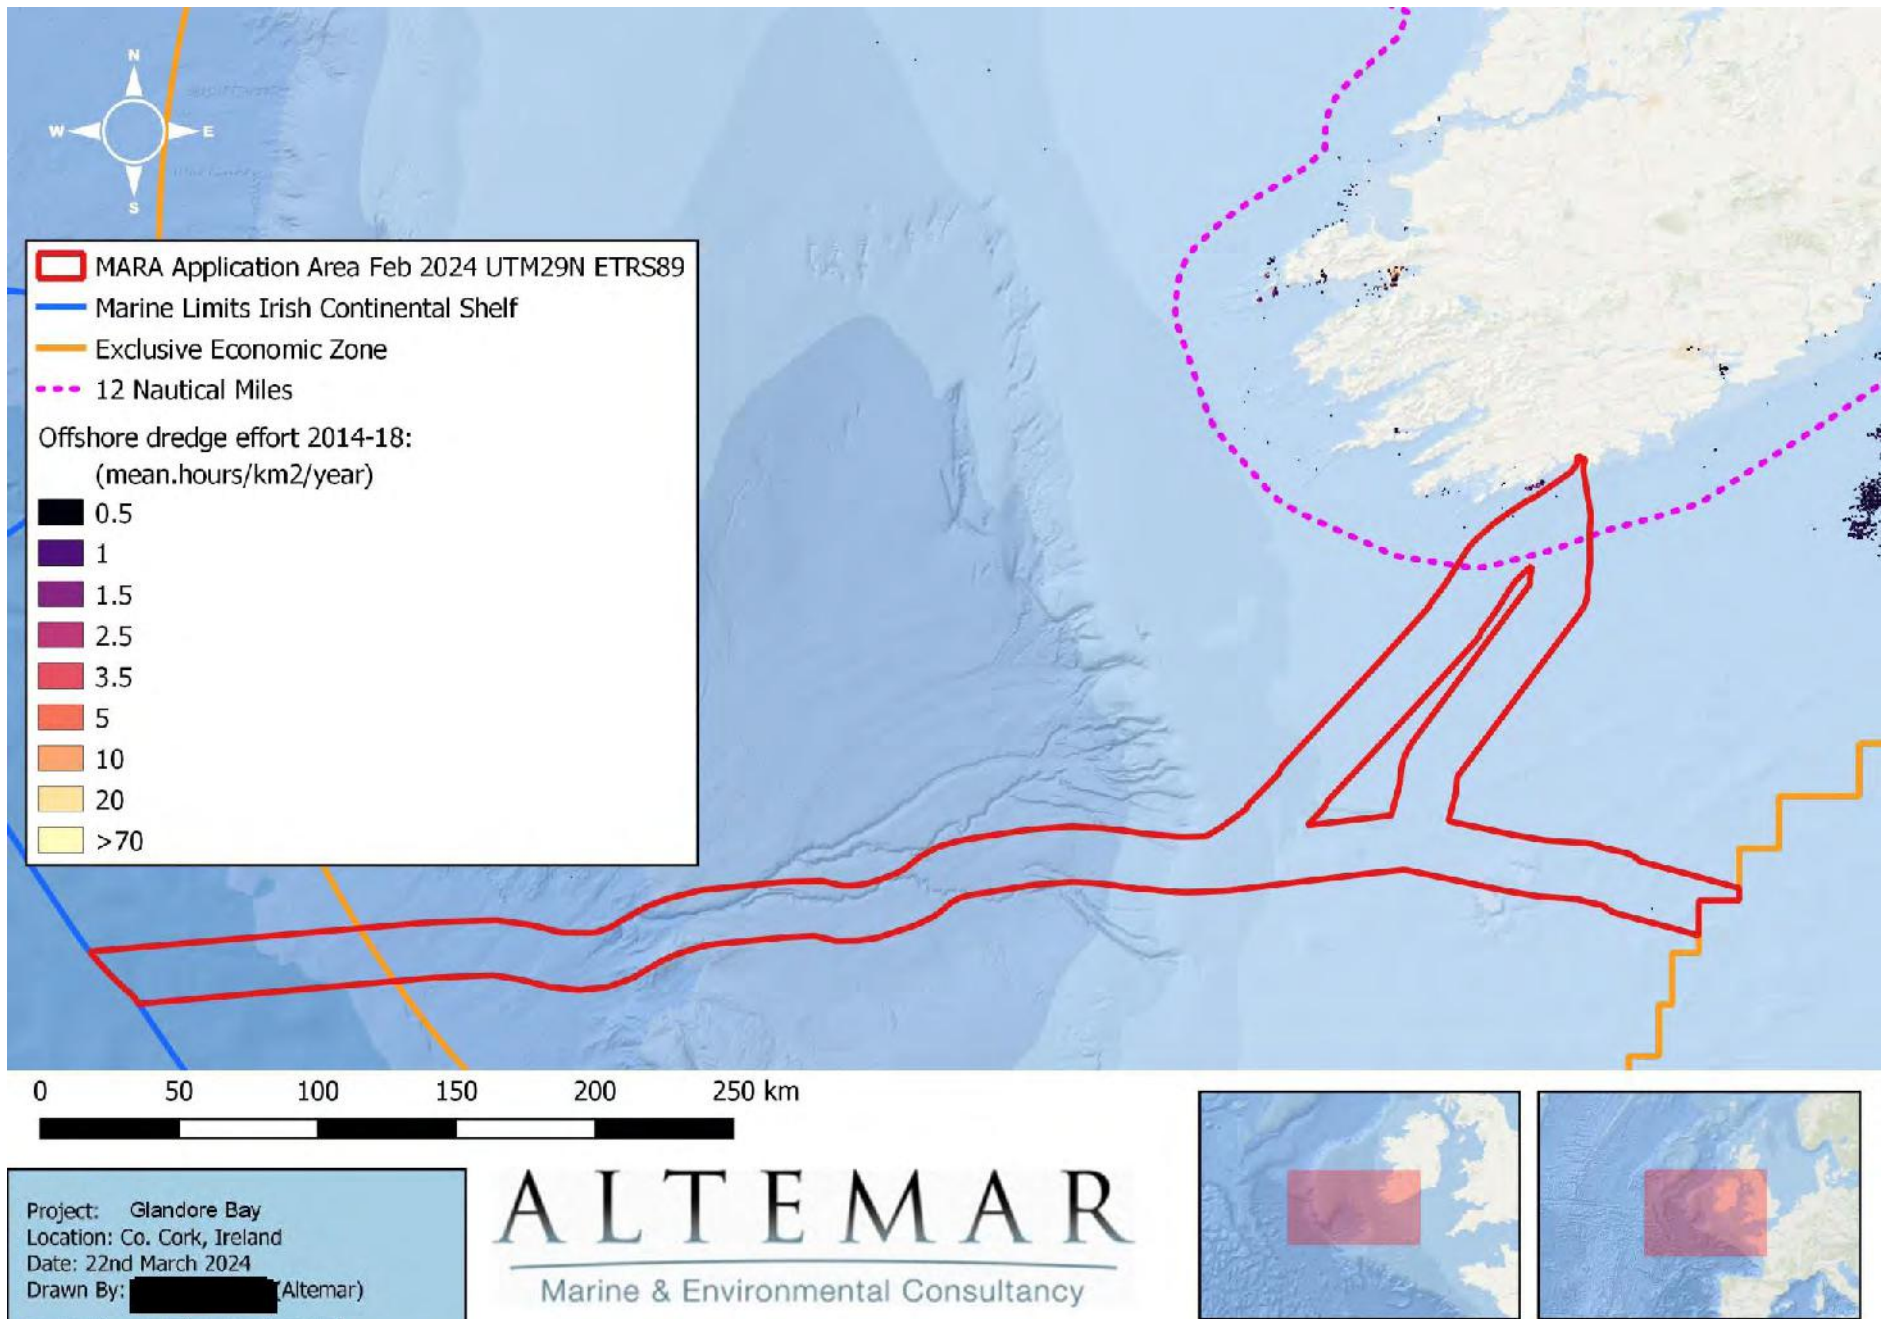 N
W E
S
MARA Application Area Feb 2024 UTM29N ETRS89
Marine Limits Irish Continental Shelf
Exclusive Economic Zone
12 Nautical Miles
Offshore dredge effort 2014-18:
(mean.hours/km2/year)
0.5
1
1.5
2.5
3.5
5
10
20
>70
0 50 100 150 200 250 km
Project: Glandore Bay
Location: Co. Cork, Ireland
Date: 22nd March 2024
Drawn By: (Altemar)
ALTEMAR
Marine & Environmental Consultancy